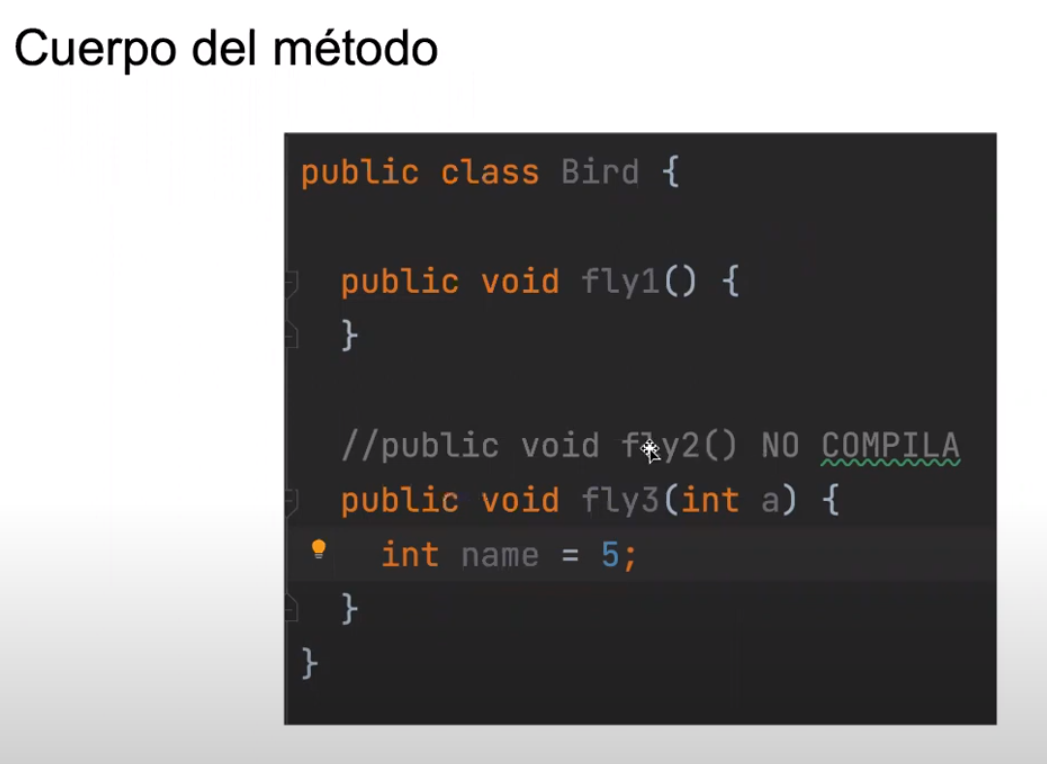 Cuerpo del método
public class Bird {
public void fly1() {
}
//public void fly2() NO COMPILA
public void fly3(int a) {
int name = 5;
}
}